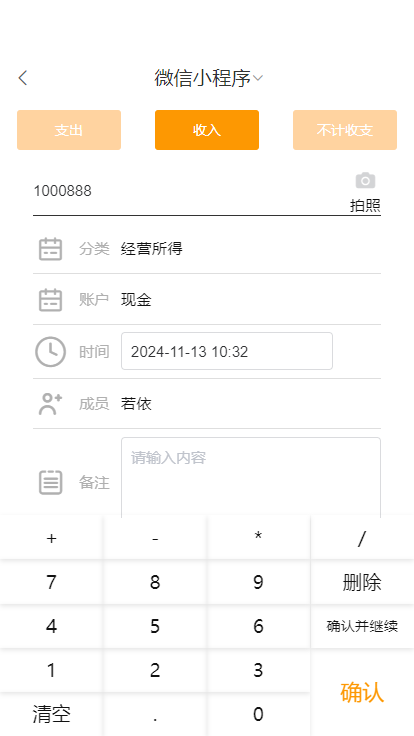 微信小程序
支出 收入 不计收支
1000888
拍照
分类 经营所得
账户 现金
时间 2024-11-13 10:32
成员 若依
备注 请输入内容
+ - * /
7 8 9 删除
4 5 6 确认并继续
1 2 3
确认
清空 . 0